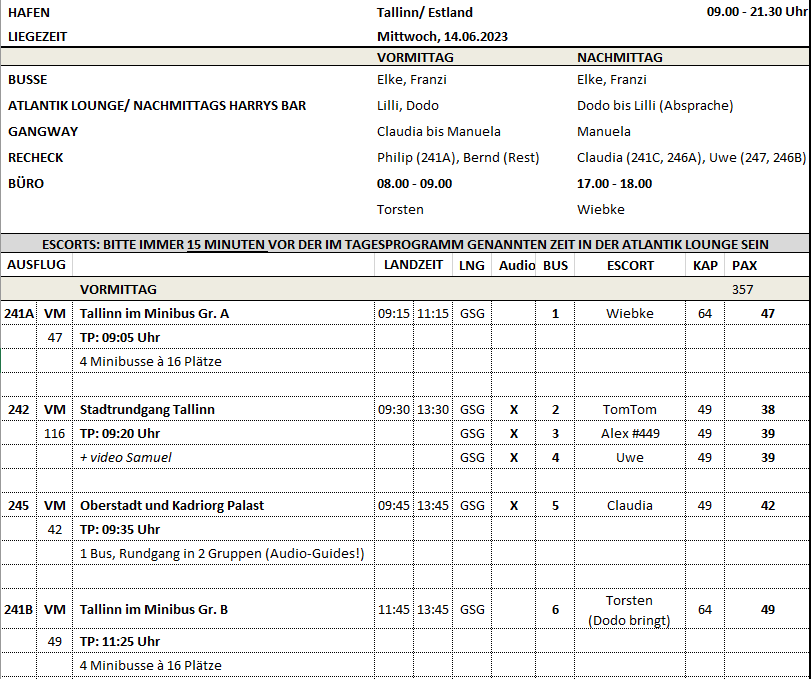 HAFEN Tallinn/ Estland 09.00 - 21.30 Uhr
LIEGEZEIT Mittwoch, 14.06.2023
VORMITTAG NACHMITTAG
BUSSE Elke, Franzi Elke, Franzi
ATLANTIK LOUNGE/ NACHMITTAGS HARRYS BAR Lilli, Dodo Dodo bis Lilli (Absprache)
GANGWAY Claudia bis Manuela Manuela
RECHECK Philip (241A), Bernd (Rest) Claudia (241C, 246A), Uwe (247, 246B)
BÜRO 08.00 - 09.00 17.00 - 18.00
Torsten Wiebke
ESCORTS: BITTE IMMER 15 MINUTEN VOR DER IM TAGESPROGRAMM GENANNTEN ZEIT IN DER ATLANTIK LOUNGE SEIN
AUSFLUG LANDZEIT LNG Audio BUS ESCORT KAP PAX
VORMITTAG 357
241A VM Tallinn im Minibus Gr. A 09:15 11:15 GSG 1 Wiebke 64 47
47 TP: 09:05 Uhr
4 Minibusse à 16 Plätze
242 VM Stadtrundgang Tallinn 09:30 13:30 GSG X 2 TomTom 49 38
116 TP: 09:20 Uhr GSG X 3 Alex #449 49 39
+ video Samuel GSG X 4 Uwe 49 39
245 VM Oberstadt und Kadriorg Palast 09:45 13:45 GSG X 5 Claudia 49 42
42 TP: 09:35 Uhr
1 Bus, Rundgang in 2 Gruppen (Audio-Guides!)
241B VM Tallinn im Minibus Gr. B 11:45 13:45 GSG 6 Torsten (Dodo bringt) 64 49
49 TP: 11:25 Uhr
4 Minibusse à 16 Plätze